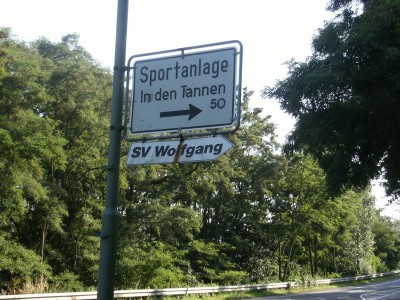 Sportanlage
In den Tannen
50
SV Wolfgang